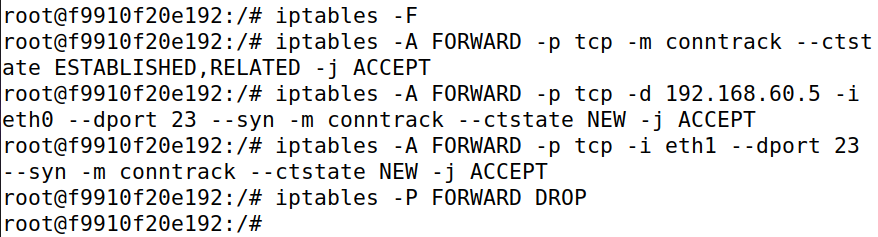 root@f9910f20e192:/# iptables -F
root@f9910f20e192:/# iptables -A FORWARD -p tcp -m conntrack --ctst
ate ESTABLISHED,RELATED -j ACCEPT
root@f9910f20e192:/# iptables -A FORWARD -p tcp -d 192.168.60.5 -i
eth0 --dport 23 --syn -m conntrack --ctstate NEW -j ACCEPT
root@f9910f20e192:/# iptables -A FORWARD -p tcp -i eth1 --dport 23
--syn -m conntrack --ctstate NEW -j ACCEPT
root@f9910f20e192:/# iptables -P FORWARD DROP
root@f9910f20e192:/#